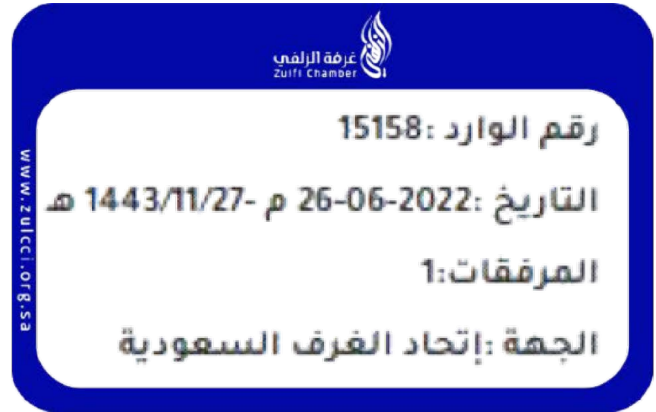 غرفة الزلفي
Zulfi Chamber
رقم الوارد :15158
التاريخ :2022-06-26 م -1443/11/27 هـ
المرفقات:1
الجهة :إتحاد الغرف السعودية
www.zulcci.org.sa